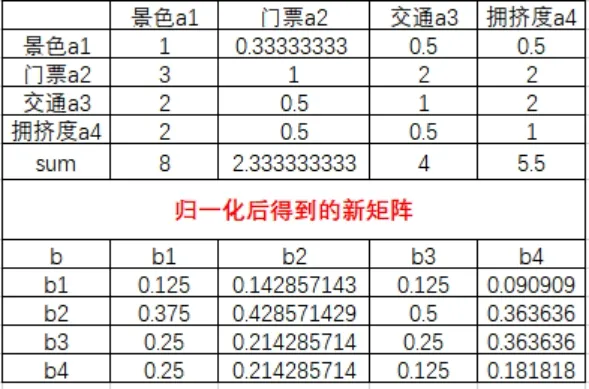 景色a1 门票a2 交通a3 拥挤度a4
景色a1 1 0.33333333 0.5 0.5
门票a2 3 1 2 2
交通a3 2 0.5 1 2
拥挤度a4 2 0.5 0.5 1
sum 8 2.333333333 4 5.5
归一化后得到的新矩阵
b b1 b2 b3 b4
b1 0.125 0.142857143 0.125 0.090909
b2 0.375 0.428571429 0.5 0.363636
b3 0.25 0.214285714 0.25 0.363636
b4 0.25 0.214285714 0.125 0.181818